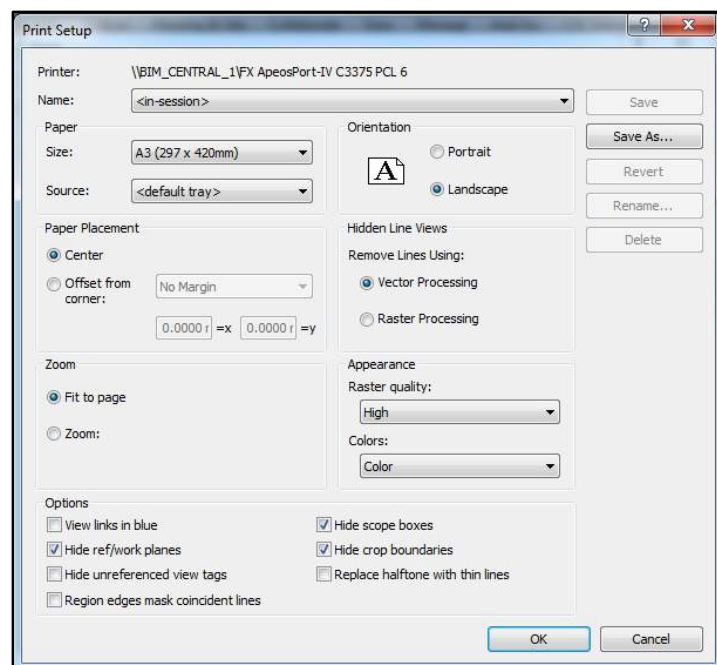 Print Setup
Printer: \\BIM_CENTRAL_1\FX ApeosPort-IV C3375 PCL 6
Name: <in-session>
Save
Save As...
Revert
Rename...
Delete
Paper
Size: A3 (297 x 420mm)
Source: <default tray>
Orientation
A
Portrait
Landscape
Paper Placement
Center
Offset from
corner:
No Margin
0.0000 r =x 0.0000 r =y
Hidden Line Views
Remove Lines Using:
Vector Processing
Raster Processing
Zoom
Fit to page
Zoom:
Appearance
Raster quality:
High
Colors:
Color
Options
View links in blue
Hide ref/work planes
Hide unreferenced view tags
Region edges mask coincident lines
Hide scope boxes
Hide crop boundaries
Replace halftone with thin lines
OK
Cancel